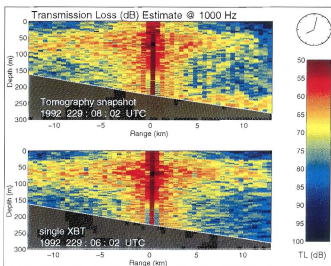 Transmission Loss (dB) Estimate @ 1000 Hz
0
50
100
150
200
250
300
Depth (m)
Tomography snapshot
1992 229 : 08 : 02 UTC
-10 -5 0 5 10
Range (km)
0
50
100
150
200
250
300
Depth (m)
single XBT
1992 229 : 06 : 02 UTC
-10 -5 0 5 10
Range (km)
50
55
60
65
70
75
80
85
90
95
100
TL (dB)